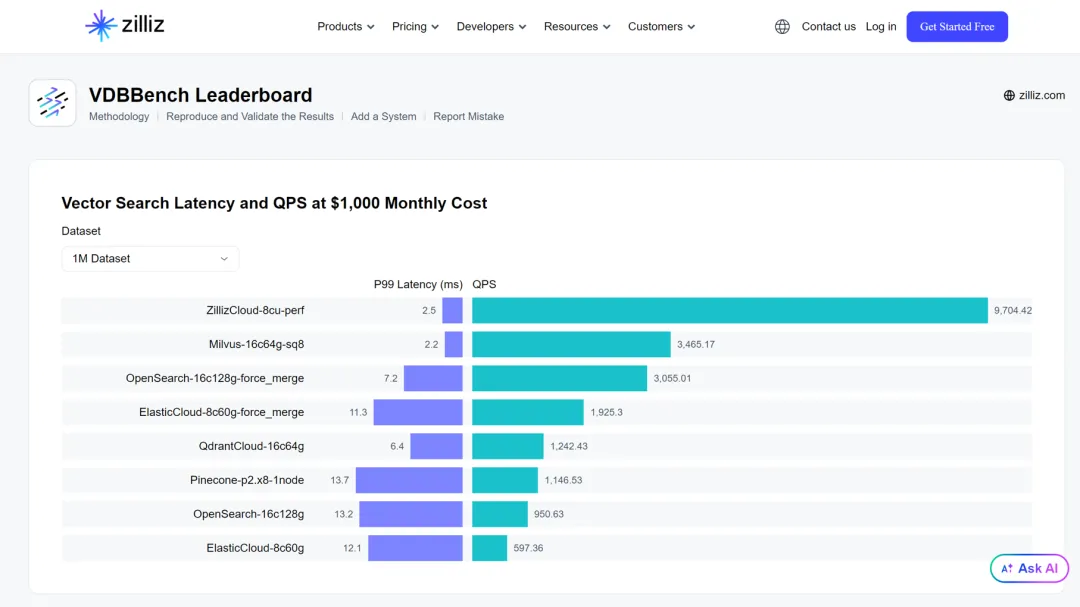 zilliz Products Pricing Developers Resources Customers Contact us Log in Get Started Free
VDBBench Leaderboard
zilliz.com
Methodology | Reproduce and Validate the Results | Add a System | Report Mistake
Vector Search Latency and QPS at $1,000 Monthly Cost
Dataset
1M Dataset
P99 Latency (ms) QPS
ZillizCloud-8cu-perf 2.5 9,704.42
Milvus-16c64g-sq8 2.2 3,465.17
OpenSearch-16c128g-force_merge 7.2 3,055.01
ElasticCloud-8c60g-force_merge 11.3 1,925.3
QdrantCloud-16c64g 6.4 1,242.43
Pinecone-p2.x8-1node 13.7 1,146.53
OpenSearch-16c128g 13.2 950.63
ElasticCloud-8c60g 12.1 597.36
Ask AI